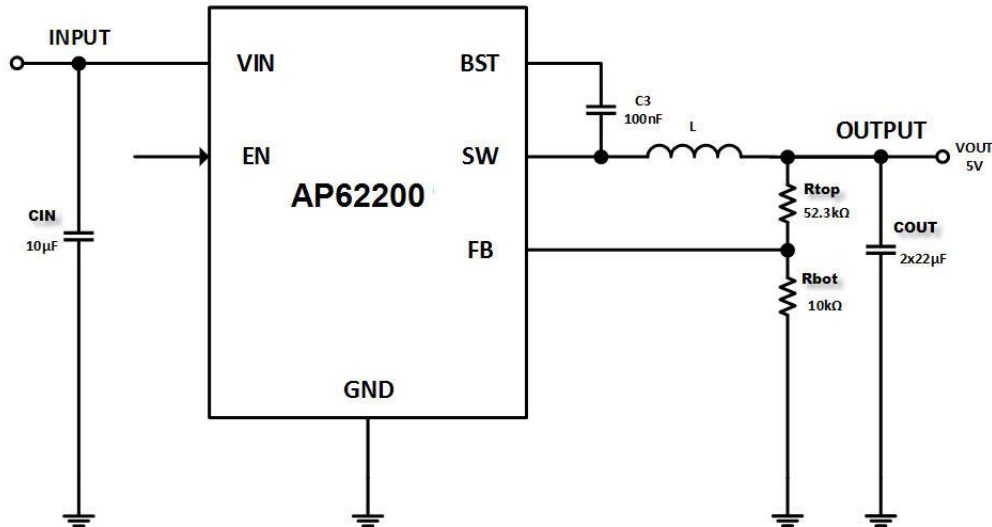 INPUT
VIN
BST
C3
100nF
L
OUTPUT
VOUT
5V
EN
SW
AP62200
Rtop
52.3kΩ
CIN
10µF
FB
COUT
2x22µF
Rbot
10kΩ
GND